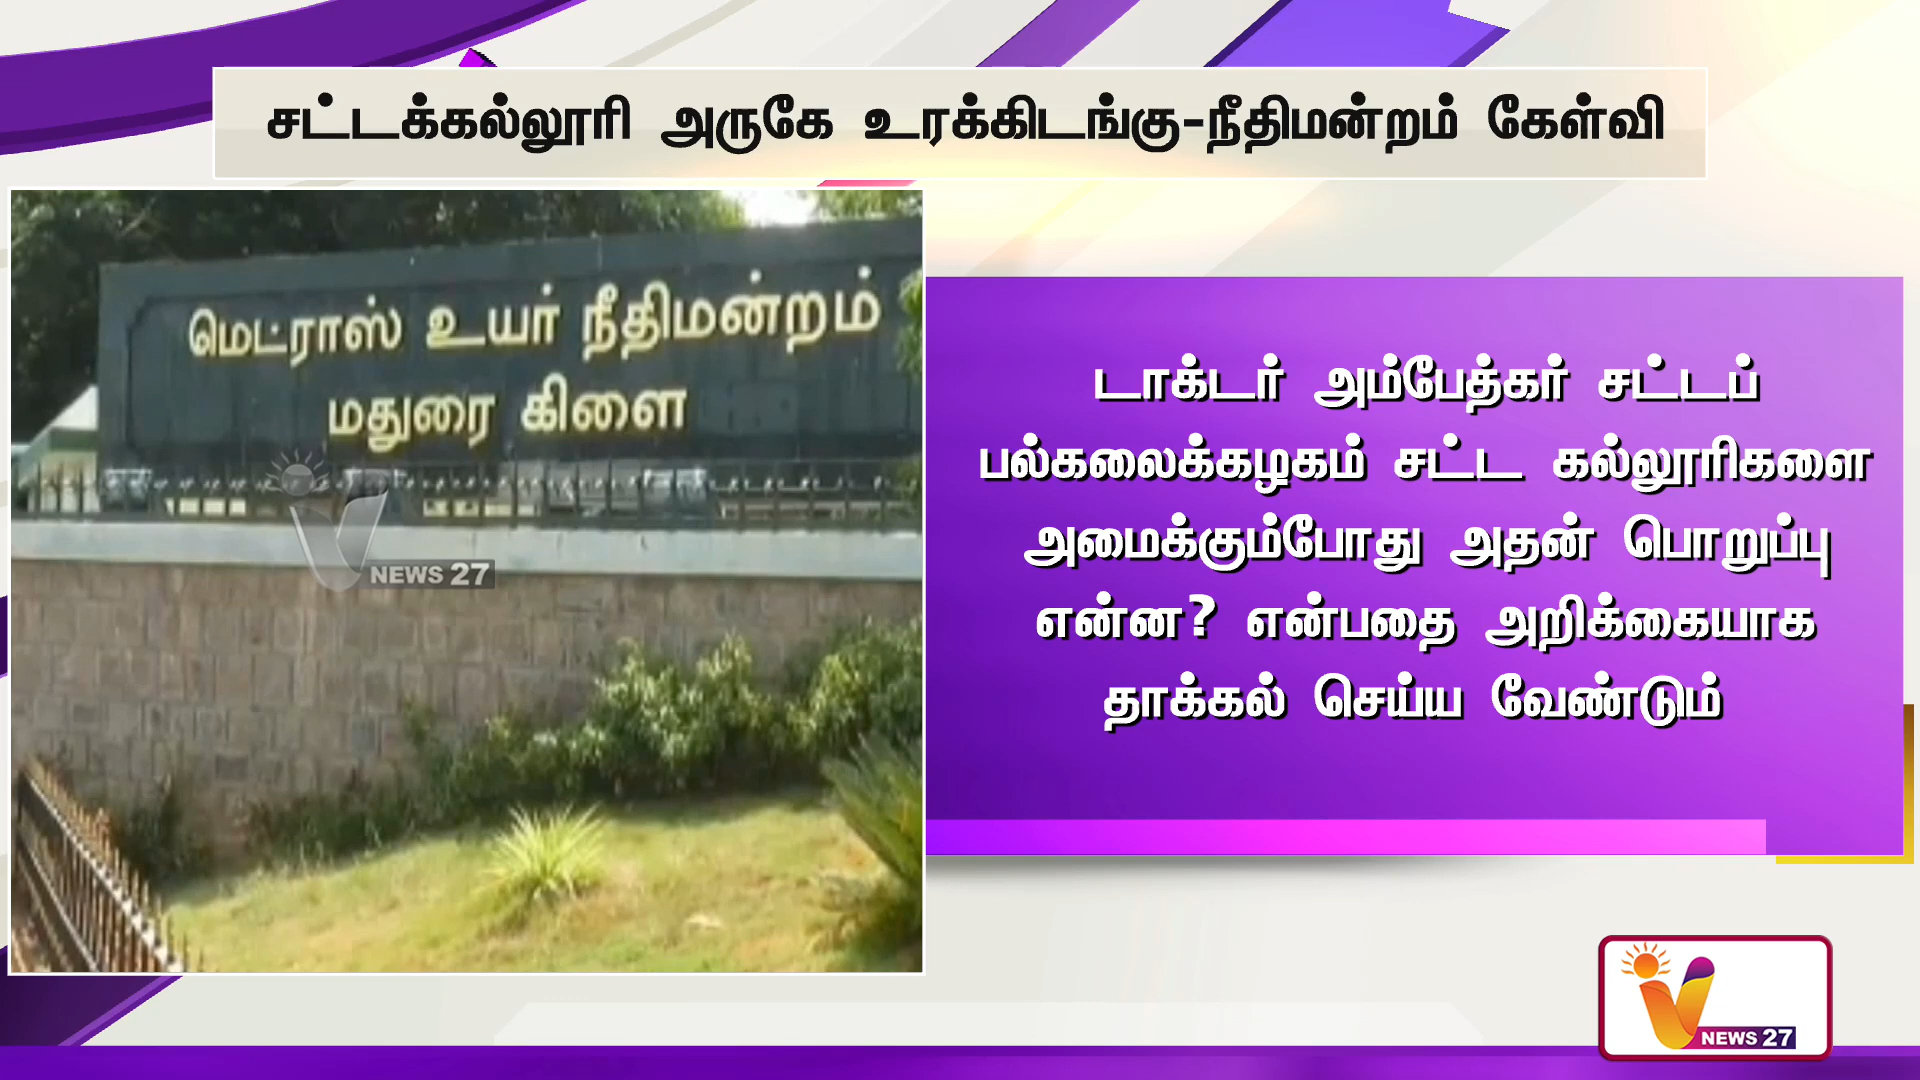 சட்டக்கல்லூரி அருகே உரக்கிடங்கு-நீதிமன்றம் கேள்வி
மெட்ராஸ் உயர் நீதிமன்றம்
மதுரை கிளை
NEWS 27
டாக்டர் அம்பேத்கர் சட்டப்
பல்கலைக்கழகம் சட்ட கல்லூரிகளை
அமைக்கும்போது அதன் பொறுப்பு
என்ன? என்பதை அறிக்கையாக
தாக்கல் செய்ய வேண்டும்
NEWS 27